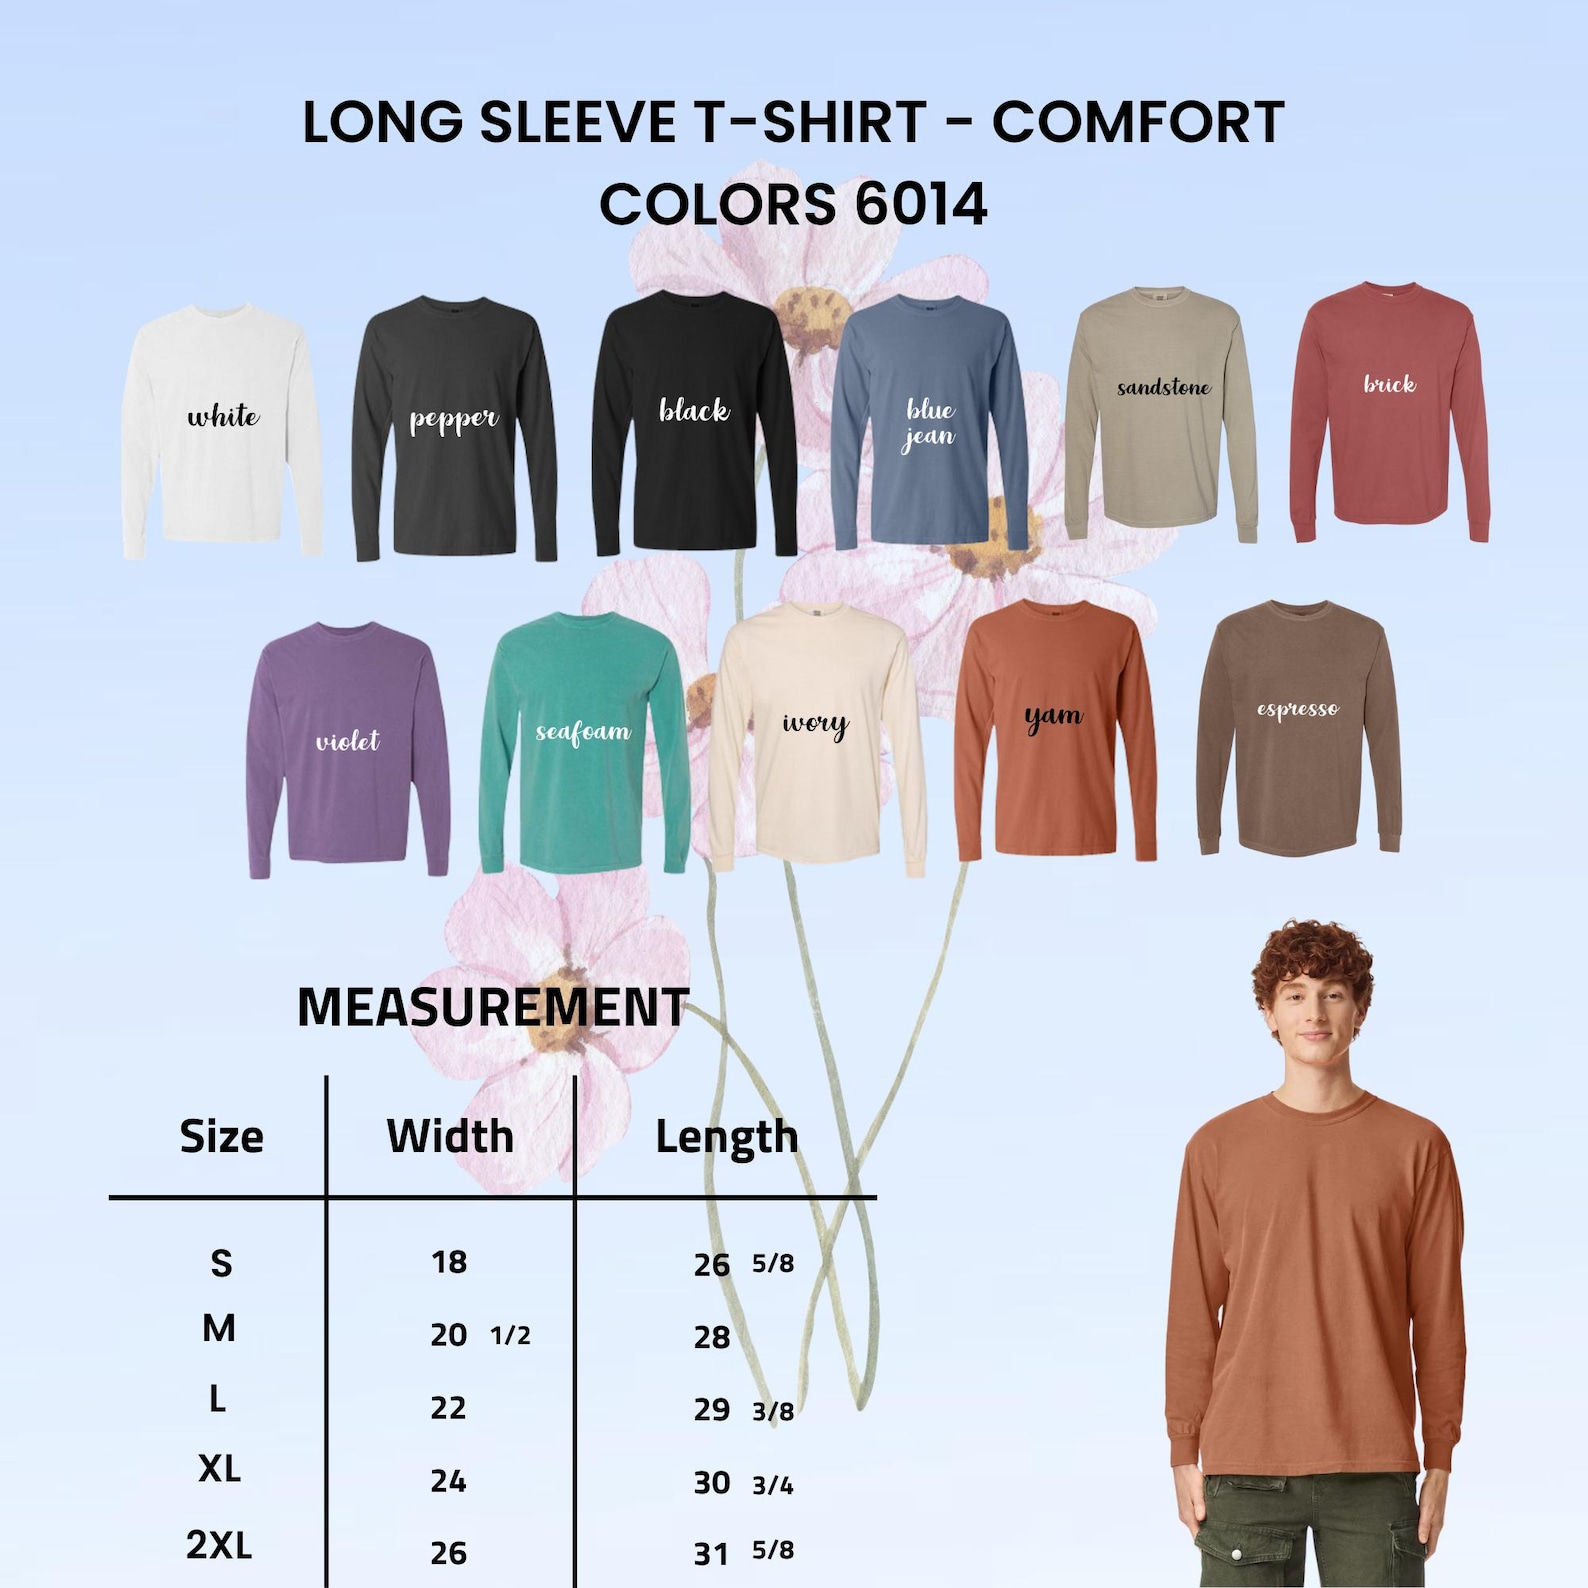 LONG SLEEVE T-SHIRT - COMFORT
COLORS 6014
white
pepper
black
blue
jean
sandstone
brick
violet
seafoam
ivory
yam
espresso
MEASUREMENT
Size Width Length
S 18 26 5/8
M 20 1/2 28
L 22 29 3/8
XL 24 30 3/4
2XL 26 31 5/8